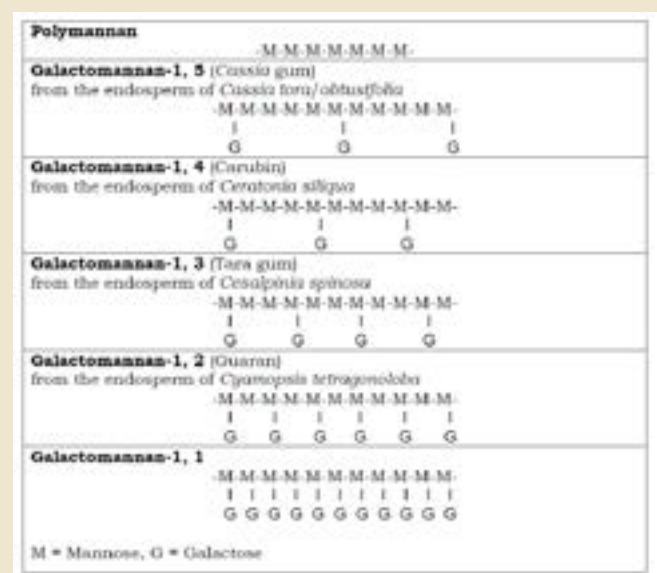 Polymannan
-M-M-M-M-M-M-M-
Galactomannan-1, 5 (Cassia gum)
from the endosperm of Cassia tora/obtustfolia
-M-M-M-M-M-M-M-M-M-M-M-
I I I
G G G
Galactomannan-1, 4 (Carubin)
from the endosperm of Ceratonia siliqua
-M-M-M-M-M-M-M-M-M-M-M-
I I I
G G G
Galactomannan-1, 3 (Tara gum)
from the endosperm of Cesalpinia spinosa
-M-M-M-M-M-M-M-M-M-M-M-
I I I I
G G G G
Galactomannan-1, 2 (Guaran)
from the endosperm of Cyamopsis tetragonoloba
-M-M-M-M-M-M-M-M-M-M-M-
I I I I I I
G G G G G G
Galactomannan-1, 1
-M-M-M-M-M-M-M-M-M-M-M-
I I I I I I I I I I I
G G G G G G G G G G G
M = Mannose, G = Galactose